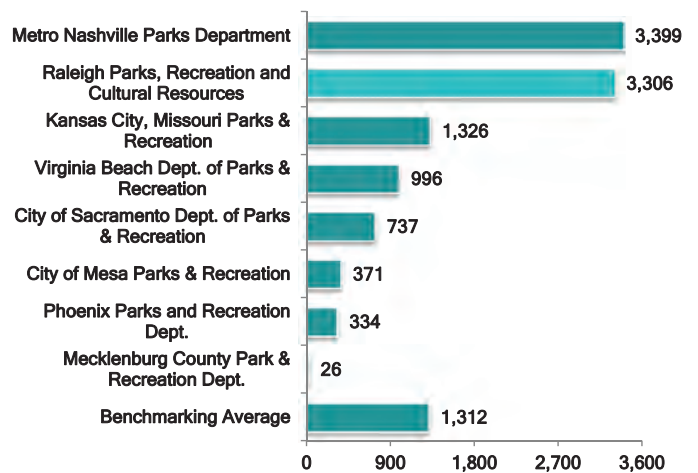 Metro Nashville Parks Department
3,399
Raleigh Parks, Recreation and
Cultural Resources
3,306
Kansas City, Missouri Parks &
Recreation
1,326
Virginia Beach Dept. of Parks &
Recreation
996
City of Sacramento Dept. of Parks
& Recreation
737
City of Mesa Parks & Recreation
371
Phoenix Parks and Recreation
Dept.
334
Mecklenburg County Park &
Recreation Dept.
26
Benchmarking Average
1,312
0 900 1,800 2,700 3,600